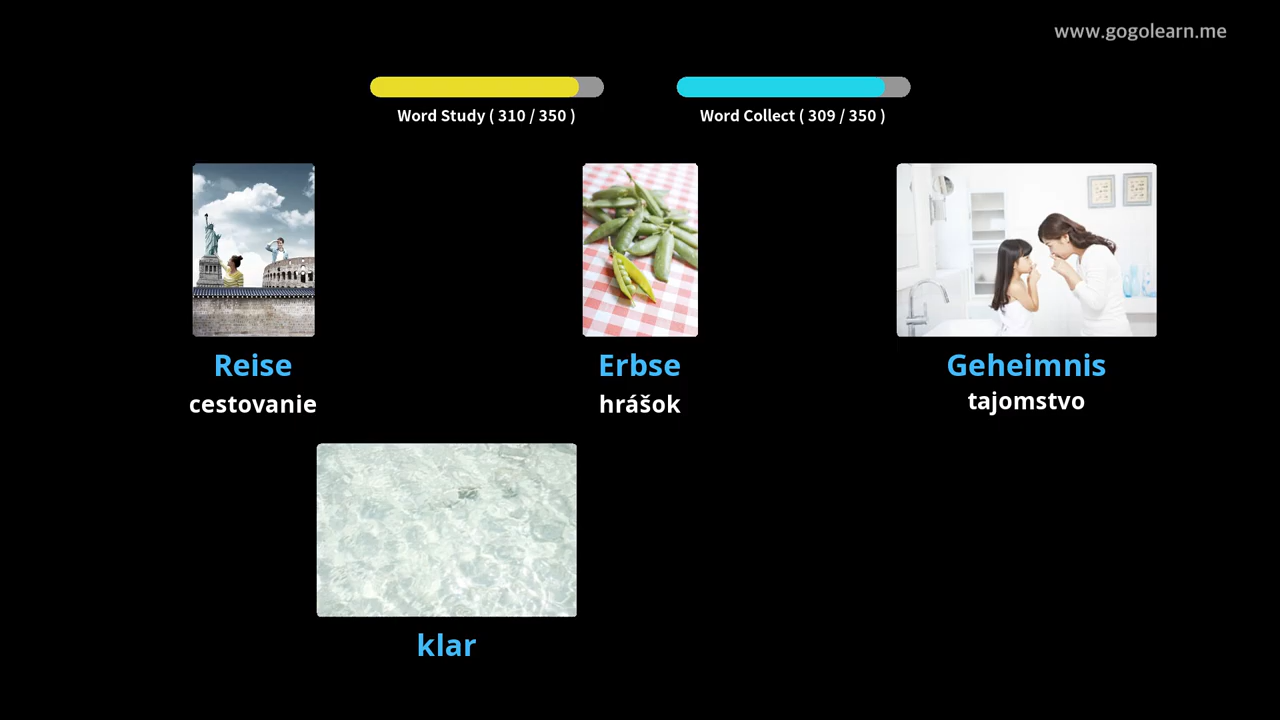 www.gogolearn.me
Word Study ( 310 / 350 )
Word Collect ( 309 / 350 )
Reise
cestovanie
Erbse
hrášok
Geheimnis
tajomstvo
klar